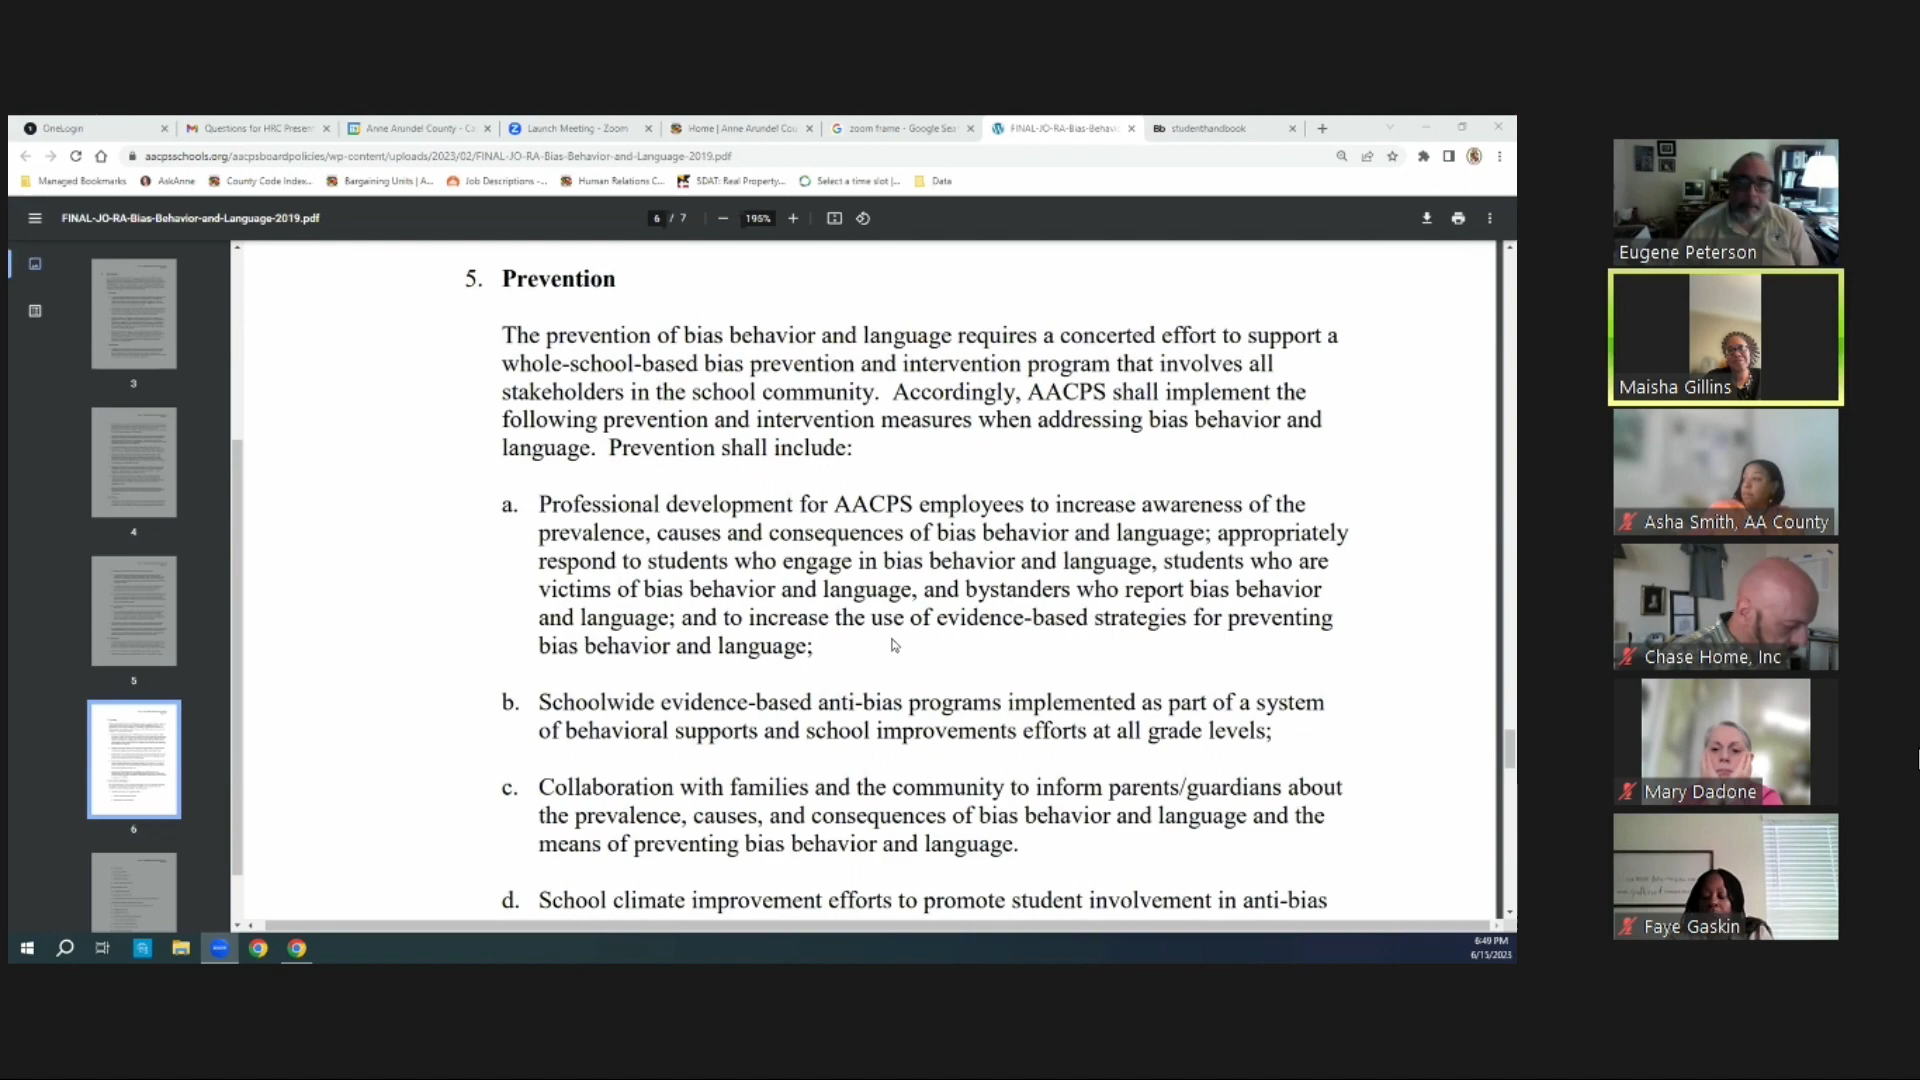 OneLogin
Questions for HRC Presen
Anne Arundel County - Ca
Launch Meeting - Zoom
Home | Anne Arundel Cou
zoom frame - Google Sea
FINAL-JO-RA-Bias-Behavi
Bb studenthandbook
aacpsschools.org/aacpsboardpolicies/wp-content/uploads/2023/02/FINAL-JO-RA-Bias-Behavior-and-Language-2019.pdf
Managed Bookmarks
AskAnne
County Code Index...
Bargaining Units | A...
Job Descriptions -...
Human Relations C...
SDAT: Real Property...
Select a time slot |...
Data
FINAL-JO-RA-Bias-Behavior-and-Language-2019.pdf
6 / 7
195%
3
4
5
6
5. Prevention
The prevention of bias behavior and language requires a concerted effort to support a
whole-school-based bias prevention and intervention program that involves all
stakeholders in the school community. Accordingly, AACPS shall implement the
following prevention and intervention measures when addressing bias behavior and
language. Prevention shall include:
a. Professional development for AACPS employees to increase awareness of the
prevalence, causes and consequences of bias behavior and language; appropriately
respond to students who engage in bias behavior and language, students who are
victims of bias behavior and language, and bystanders who report bias behavior
and language; and to increase the use of evidence-based strategies for preventing
bias behavior and language;
b. Schoolwide evidence-based anti-bias programs implemented as part of a system
of behavioral supports and school improvements efforts at all grade levels;
c. Collaboration with families and the community to inform parents/guardians about
the prevalence, causes, and consequences of bias behavior and language and the
means of preventing bias behavior and language.
d. School climate improvement efforts to promote student involvement in anti-bias
6:49 PM
6/15/2023
Eugene Peterson
Maisha Gillins
Asha Smith, AA County
Chase Home, Inc
Mary Dadone
Faye Gaskin